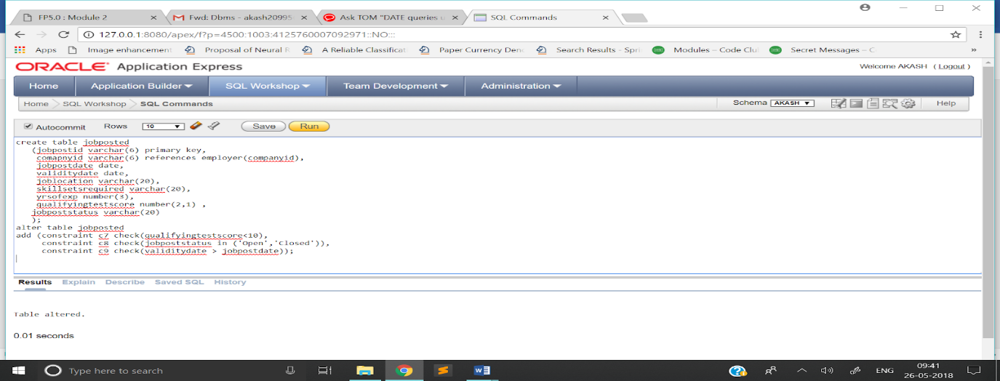 FP5.0 : Module 2
Fwd: Dbms - akash20995
Ask TOM "DATE queries u
SQL Commands
127.0.0.1:8080/apex/f?p=4500:1003:4125760007092971::NO:::
Apps
Image enhancement
Proposal of Neural R
A Reliable Classificat
Paper Currency Deno
Search Results - Spri
Modules – Code Clu
Secret Messages – C
»
ORACLE Application Express
Welcome AKASH ( Logout )
Home
Application Builder
SQL Workshop
Team Development
Administration
Home
SQL Workshop
SQL Commands
Schema AKASH
Help
Autocommit
Rows 10
Save
Run
create table jobposted
(jobpostid varchar(6) primary key,
comapnyid varchar(6) references employer(companyid),
jobpostdate date,
validitydate date,
joblocation varchar(20),
skillsetsrequired varchar(20),
yrsofexp number(3),
qualifyingtestscore number(2,1) ,
jobpoststatus varchar(20)
);
alter table jobposted
add (constraint c7 check(qualifyingtestscore<10),
constraint c8 check(jobpoststatus in ('Open','Closed')),
constraint c9 check(validitydate > jobpostdate));
Results
Explain
Describe
Saved SQL
History
Table altered.
0.01 seconds
Type here to search
ENG
09:41
26-05-2018